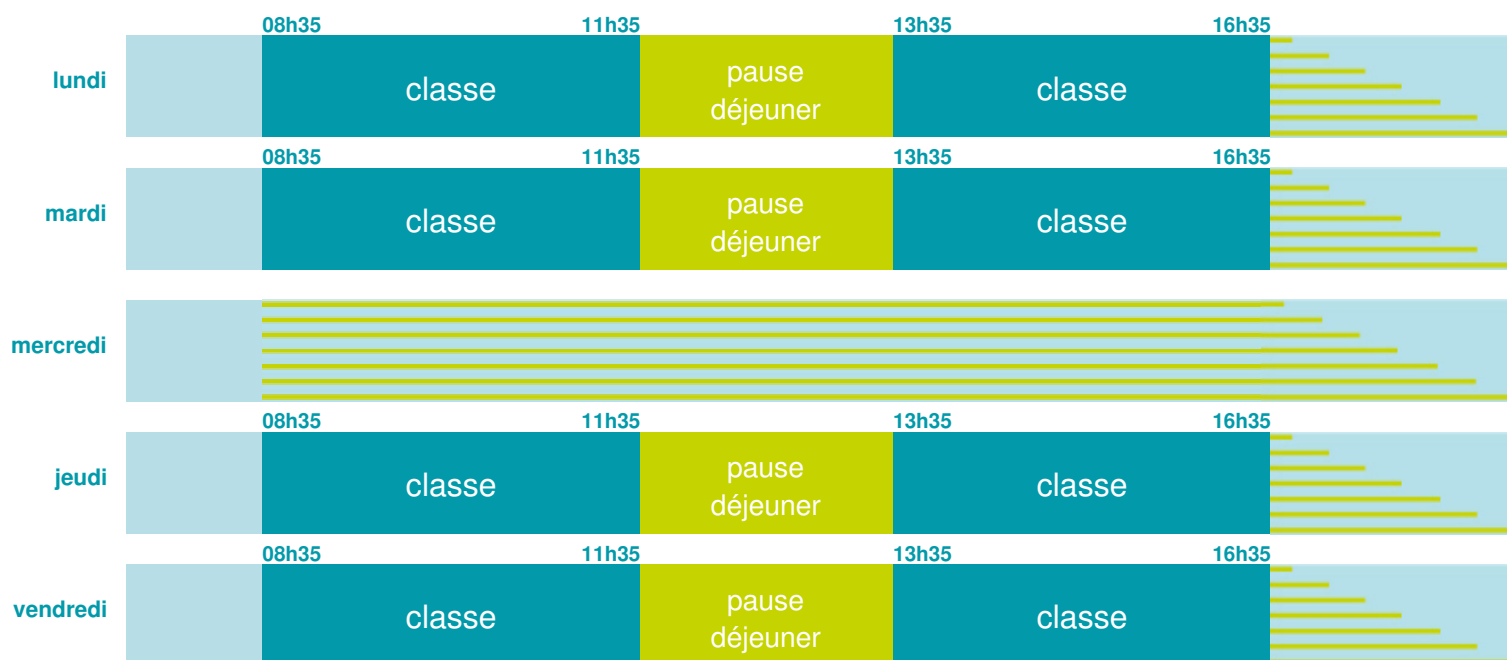 08h35 11h35 13h35 16h35
lundi classe pause classe
déjeuner
08h35 11h35 13h35 16h35
mardi classe pause classe
déjeuner
mercredi
08h35 11h35 13h35 16h35
jeudi classe pause classe
déjeuner
08h35 11h35 13h35 16h35
vendredi classe pause classe
déjeuner